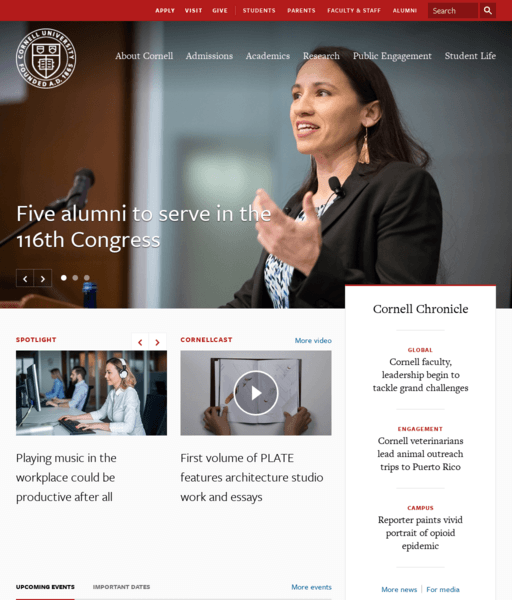 APPLY VISIT GIVE STUDENTS PARENTS FACULTY & STAFF ALUMNI Search
CORNELL UNIVERSITY
FOUNDED A.D. 1865
About Cornell Admissions Academics Research Public Engagement Student Life
Five alumni to serve in the
116th Congress
Cornell Chronicle
GLOBAL
Cornell faculty,
leadership begin to
tackle grand challenges
ENGAGEMENT
Cornell veterinarians
lead animal outreach
trips to Puerto Rico
CAMPUS
Reporter paints vivid
portrait of opioid
epidemic
More news | For media
SPOTLIGHT
Playing music in the
workplace could be
productive after all
CORNELLCAST More video
First volume of PLATE
features architecture studio
work and essays
UPCOMING EVENTS IMPORTANT DATES More events